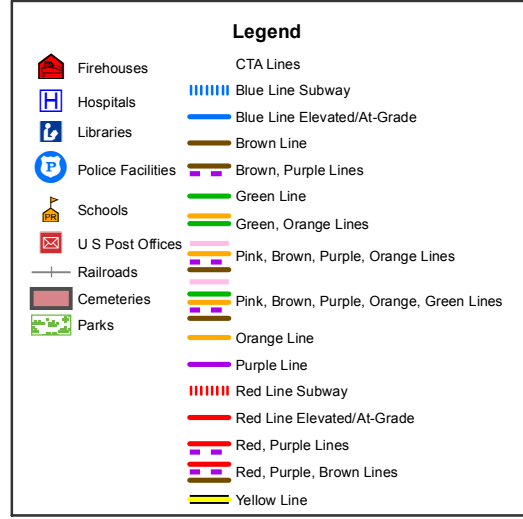 Legend
Firehouses
H
Hospitals
Libraries
P
Police Facilities
PR
Schools
U S Post Offices
Railroads
Cemeteries
Parks
CTA Lines
Blue Line Subway
Blue Line Elevated/At-Grade
Brown Line
Brown, Purple Lines
Green Line
Green, Orange Lines
Pink, Brown, Purple, Orange Lines
Pink, Brown, Purple, Orange, Green Lines
Orange Line
Purple Line
Red Line Subway
Red Line Elevated/At-Grade
Red, Purple Lines
Red, Purple, Brown Lines
Yellow Line